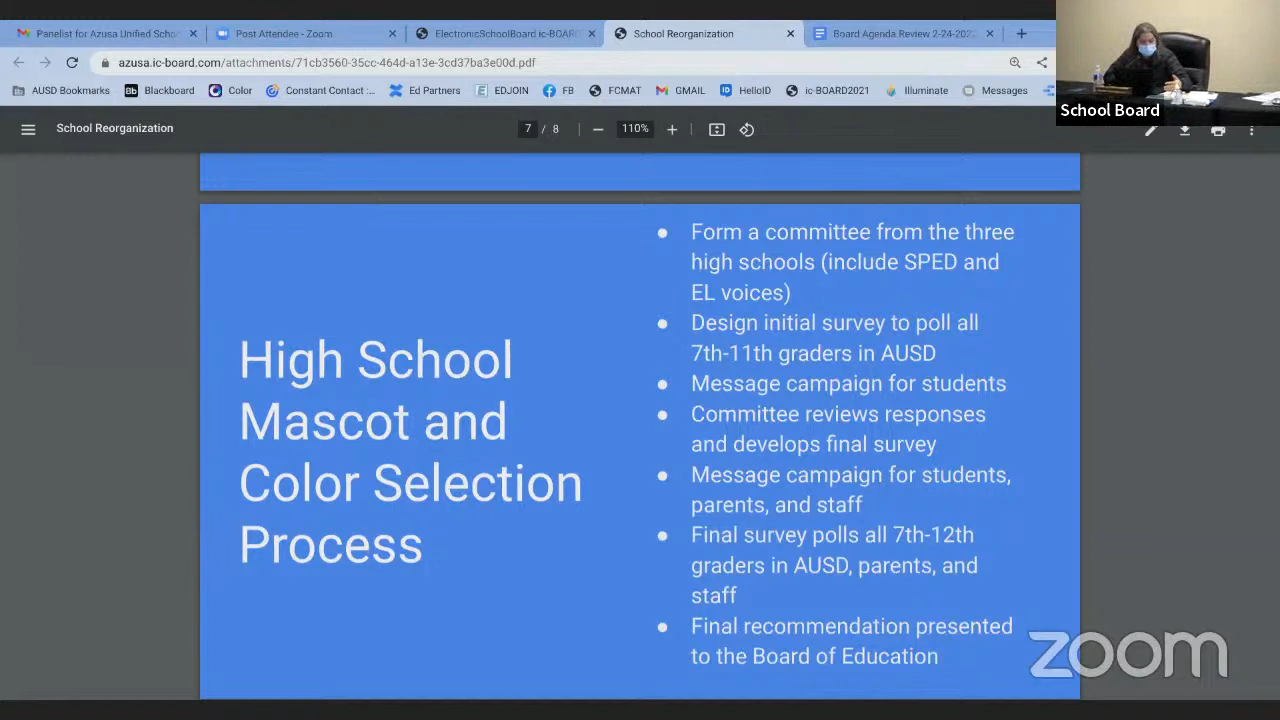 Panelist for Azusa Unified Schoo
Post Attendee - Zoom
ElectronicSchoolBoard ic-BOARD
School Reorganization
Board Agenda Review 2-24-202
azusa.ic-board.com/attachments/71cb3560-35cc-464d-a13e-3cd37ba3e00d.pdf
AUSD Bookmarks
Blackboard
Color
Constant Contact :...
Ed Partners
EDJOIN
FB
FCMAT
GMAIL
HelloID
ic-BOARD2021
Illuminate
Messages
School Board
School Reorganization
7 / 8
110%
High School
Mascot and
Color Selection
Process
● Form a committee from the three
high schools (include SPED and
EL voices)
● Design initial survey to poll all
7th-11th graders in AUSD
● Message campaign for students
● Committee reviews responses
and develops final survey
● Message campaign for students,
parents, and staff
● Final survey polls all 7th-12th
graders in AUSD, parents, and
staff
● Final recommendation presented
to the Board of Education
zoom